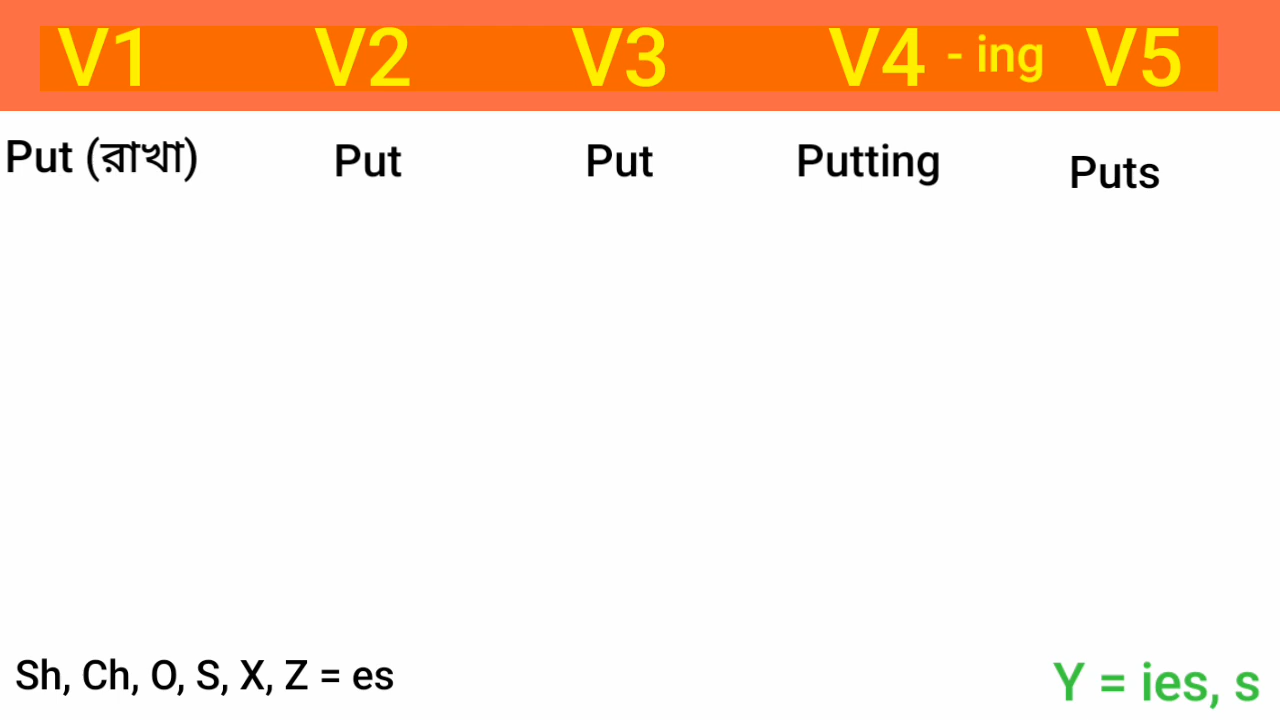 V1 V2 V3 V4 - ing V5
Put (রাখা) Put Put Putting Puts
Sh, Ch, O, S, X, Z = es
Y = ies, s